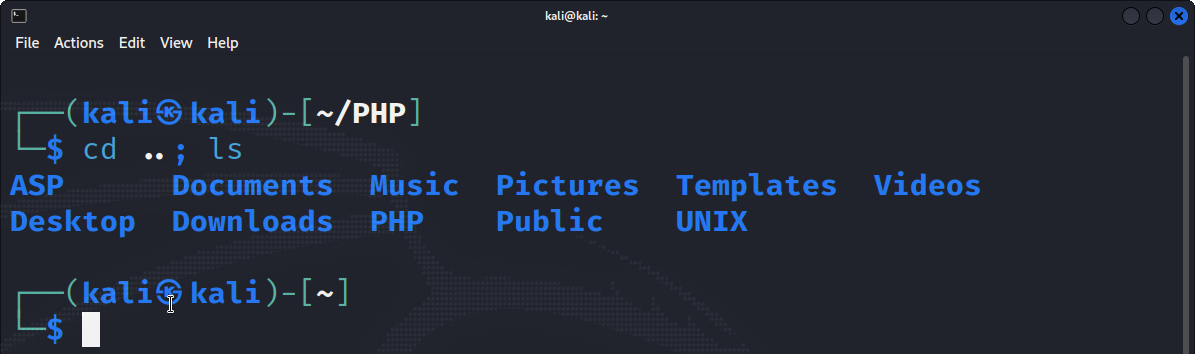 kali@kali: ~
File Actions Edit View Help
┌──(kali㉿kali)-[~/PHP]
└─$ cd ..; ls
ASP Documents Music Pictures Templates Videos
Desktop Downloads PHP Public UNIX
┌──(kali㉿kali)-[~]
└─$